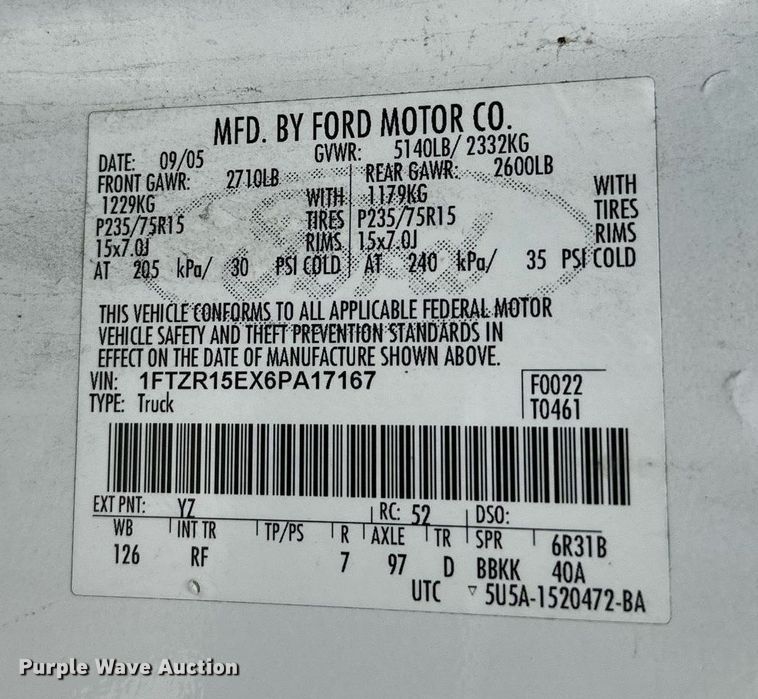 MFD. BY FORD MOTOR CO.
DATE: 09/05 GVWR: 5140LB/ 2332KG
FRONT GAWR: 2710LB REAR GAWR: 2600LB
1229KG WITH 1179KG WITH
P235/75R15 TIRES P235/75R15 TIRES
15x7.0J RIMS 15x7.0J RIMS
AT 205 kPa/ 30 PSI COLD AT 240 kPa/ 35 PSI COLD
THIS VEHICLE CONFORMS TO ALL APPLICABLE FEDERAL MOTOR
VEHICLE SAFETY AND THEFT PREVENTION STANDARDS IN
EFFECT ON THE DATE OF MANUFACTURE SHOWN ABOVE.
VIN: 1FTZR15EX6PA17167 F0022
TYPE: Truck T0461
EXT PNT: YZ RC: 52 DSO:
WB INT TR TP/PS R AXLE TR SPR 6R31B
126 RF 7 97 D BBKK 40A
UTC 5U5A-1520472-BA
Purple Wave Auction